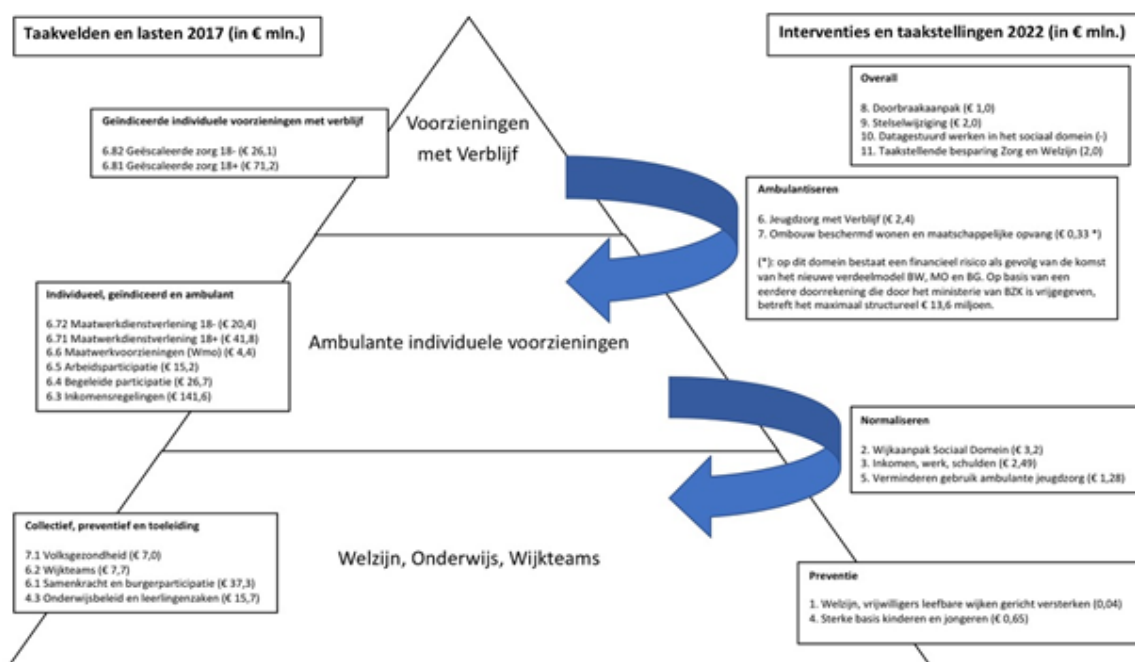 Taakvelden en lasten 2017 (in € mln.)
Interventies en taakstellingen 2022 (in € mln.)
Overall
8. Doorbraakaanpak (€ 1,0)
9. Stelselwijziging (€ 2,0)
10. Datagestuurd werken in het sociaal domein (-)
11. Taakstellende besparing Zorg en Welzijn (2,0)
Voorzieningen
met Verblijf
Geïndiceerde individuele voorzieningen met verblijf
6.82 Geëscaleerde zorg 18- (€ 26,1)
6.81 Geëscaleerde zorg 18+ (€ 71,2)
Ambulantiseren
6. Jeugdzorg met Verblijf (€ 2,4)
7. Ombouw beschermd wonen en maatschappelijke opvang (€ 0,33 *)
(*): op dit domein bestaat een financieel risico als gevolg van de komst
van het nieuwe verdeelmodel BW, MO en BG. Op basis van een
eerdere doorrekening die door het ministerie van BZK is vrijgegeven,
betreft het maximaal structureel € 13,6 miljoen.
Individueel, geïndiceerd en ambulant
6.72 Maatwerkdienstverlening 18- (€ 20,4)
6.71 Maatwerkdienstverlening 18+ (€ 41,8)
6.6 Maatwerkvoorzieningen (Wmo) (€ 4,4)
6.5 Arbeidsparticipatie (€ 15,2)
6.4 Begeleide participatie (€ 26,7)
6.3 Inkomensregelingen (€ 141,6)
Ambulante individuele voorzieningen
Normaliseren
2. Wijkaanpak Sociaal Domein (€ 3,2)
3. Inkomen, werk, schulden (€ 2,49)
5. Verminderen gebruik ambulante jeugdzorg (€ 1,28)
Collectief, preventief en toeleiding
7.1 Volksgezondheid (€ 7,0)
6.2 Wijkteams (€ 7,7)
6.1 Samenkracht en burgerparticipatie (€ 37,3)
4.3 Onderwijsbeleid en leerlingenzaken (€ 15,7)
Welzijn, Onderwijs, Wijkteams
Preventie
1. Welzijn, vrijwilligers leefbare wijken gericht versterken (0,04)
4. Sterke basis kinderen en jongeren (€ 0,65)